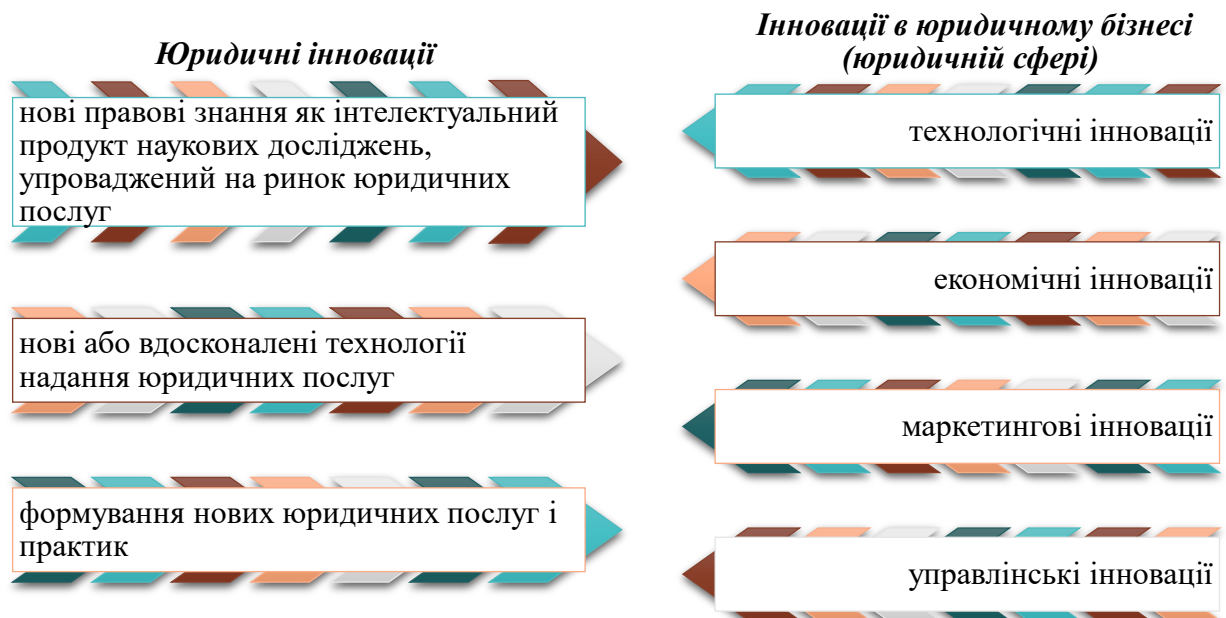 Юридичні інновації
нові правові знання як інтелектуальний
продукт наукових досліджень,
упроваджений на ринок юридичних
послуг
нові або вдосконалені технології
надання юридичних послуг
формування нових юридичних послуг і
практик
Інновації в юридичному бізнесі
(юридичній сфері)
технологічні інновації
економічні інновації
маркетингові інновації
управлінські інновації